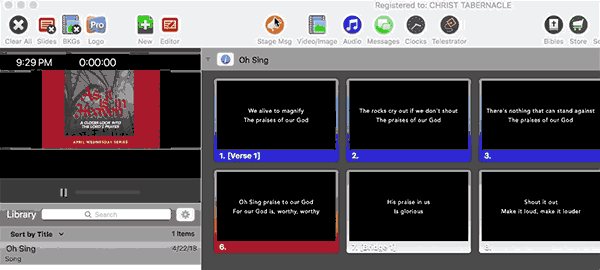 Registered to: CHRIST TABERNACLE
Clear All
Slides
BKGs
Pro
Logo
New
Editor
Stage Msg
Video/Image
Audio
Messages
Clocks
Telestrator
Bibles
Store
9:29 PM
0:00:00
As it
is in
Heaven
A CLOSER LOOK INTO
THE LORD'S PRAYER
APRIL WEDNESDAY SERIES
Library
Search
Sort by Title
1 Items
Oh Sing
4/22/18
Song
Oh Sing
We alive to magnify
The praises of our God
1. [Verse 1]
The rocks cry out if we don't shout
The praises of our God
2.
There's nothing that can stand against
The praises of our God
3.
Oh Sing praise to our God
For our God is, worthy, worthy
6.
His praise in us
Is glorious
7. [Bridge 1]
Shout it out
Make it loud, make it louder
8.